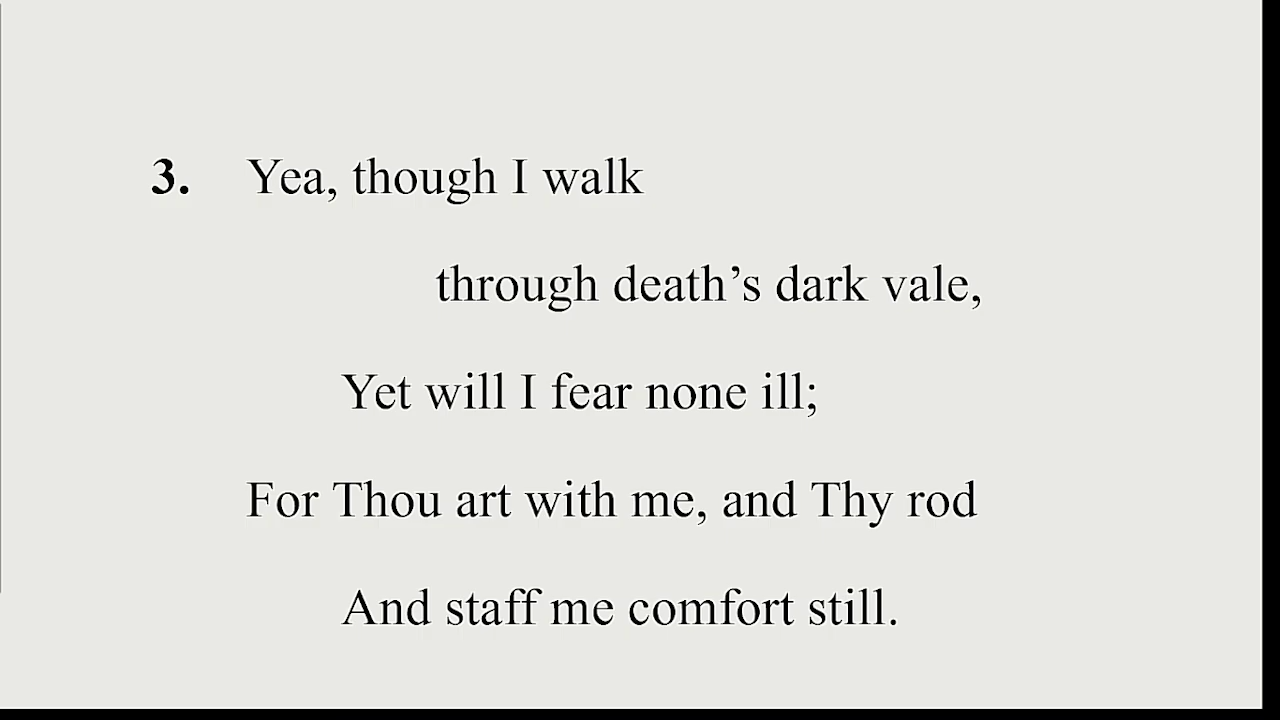 3. Yea, though I walk
through death’s dark vale,
Yet will I fear none ill;
For Thou art with me, and Thy rod
And staff me comfort still.